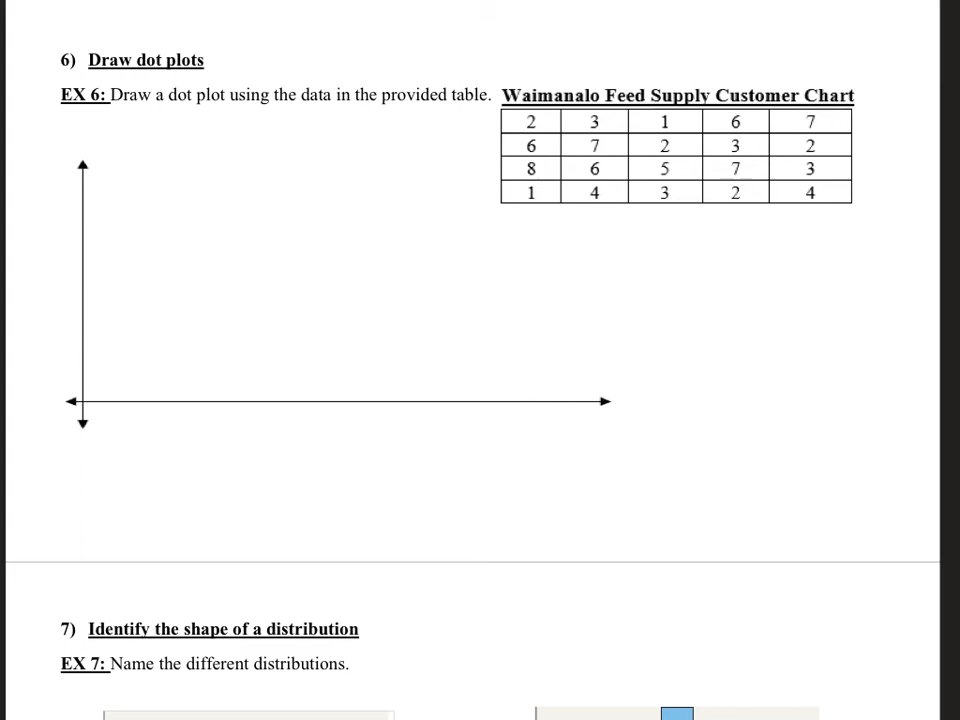 6) Draw dot plots
EX 6: Draw a dot plot using the data in the provided table.
Waimanalo Feed Supply Customer Chart
2 3 1 6 7
6 7 2 3 2
8 6 5 7 3
1 4 3 2 4
7) Identify the shape of a distribution
EX 7: Name the different distributions.